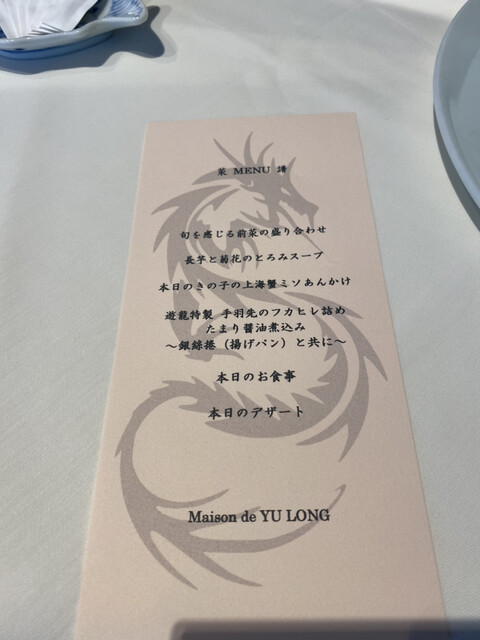 菜 MENU 譜
旬を感じる前菜の盛り合わせ
長芋と菊花のとろみスープ
本日のきの子の上海蟹ミソあんかけ
遊龍特製 手羽先のフカヒレ詰め
たまり醤油煮込み
～銀絲捲（揚げパン）と共に～
本日のお食事
本日のデザート
Maison de YU LONG